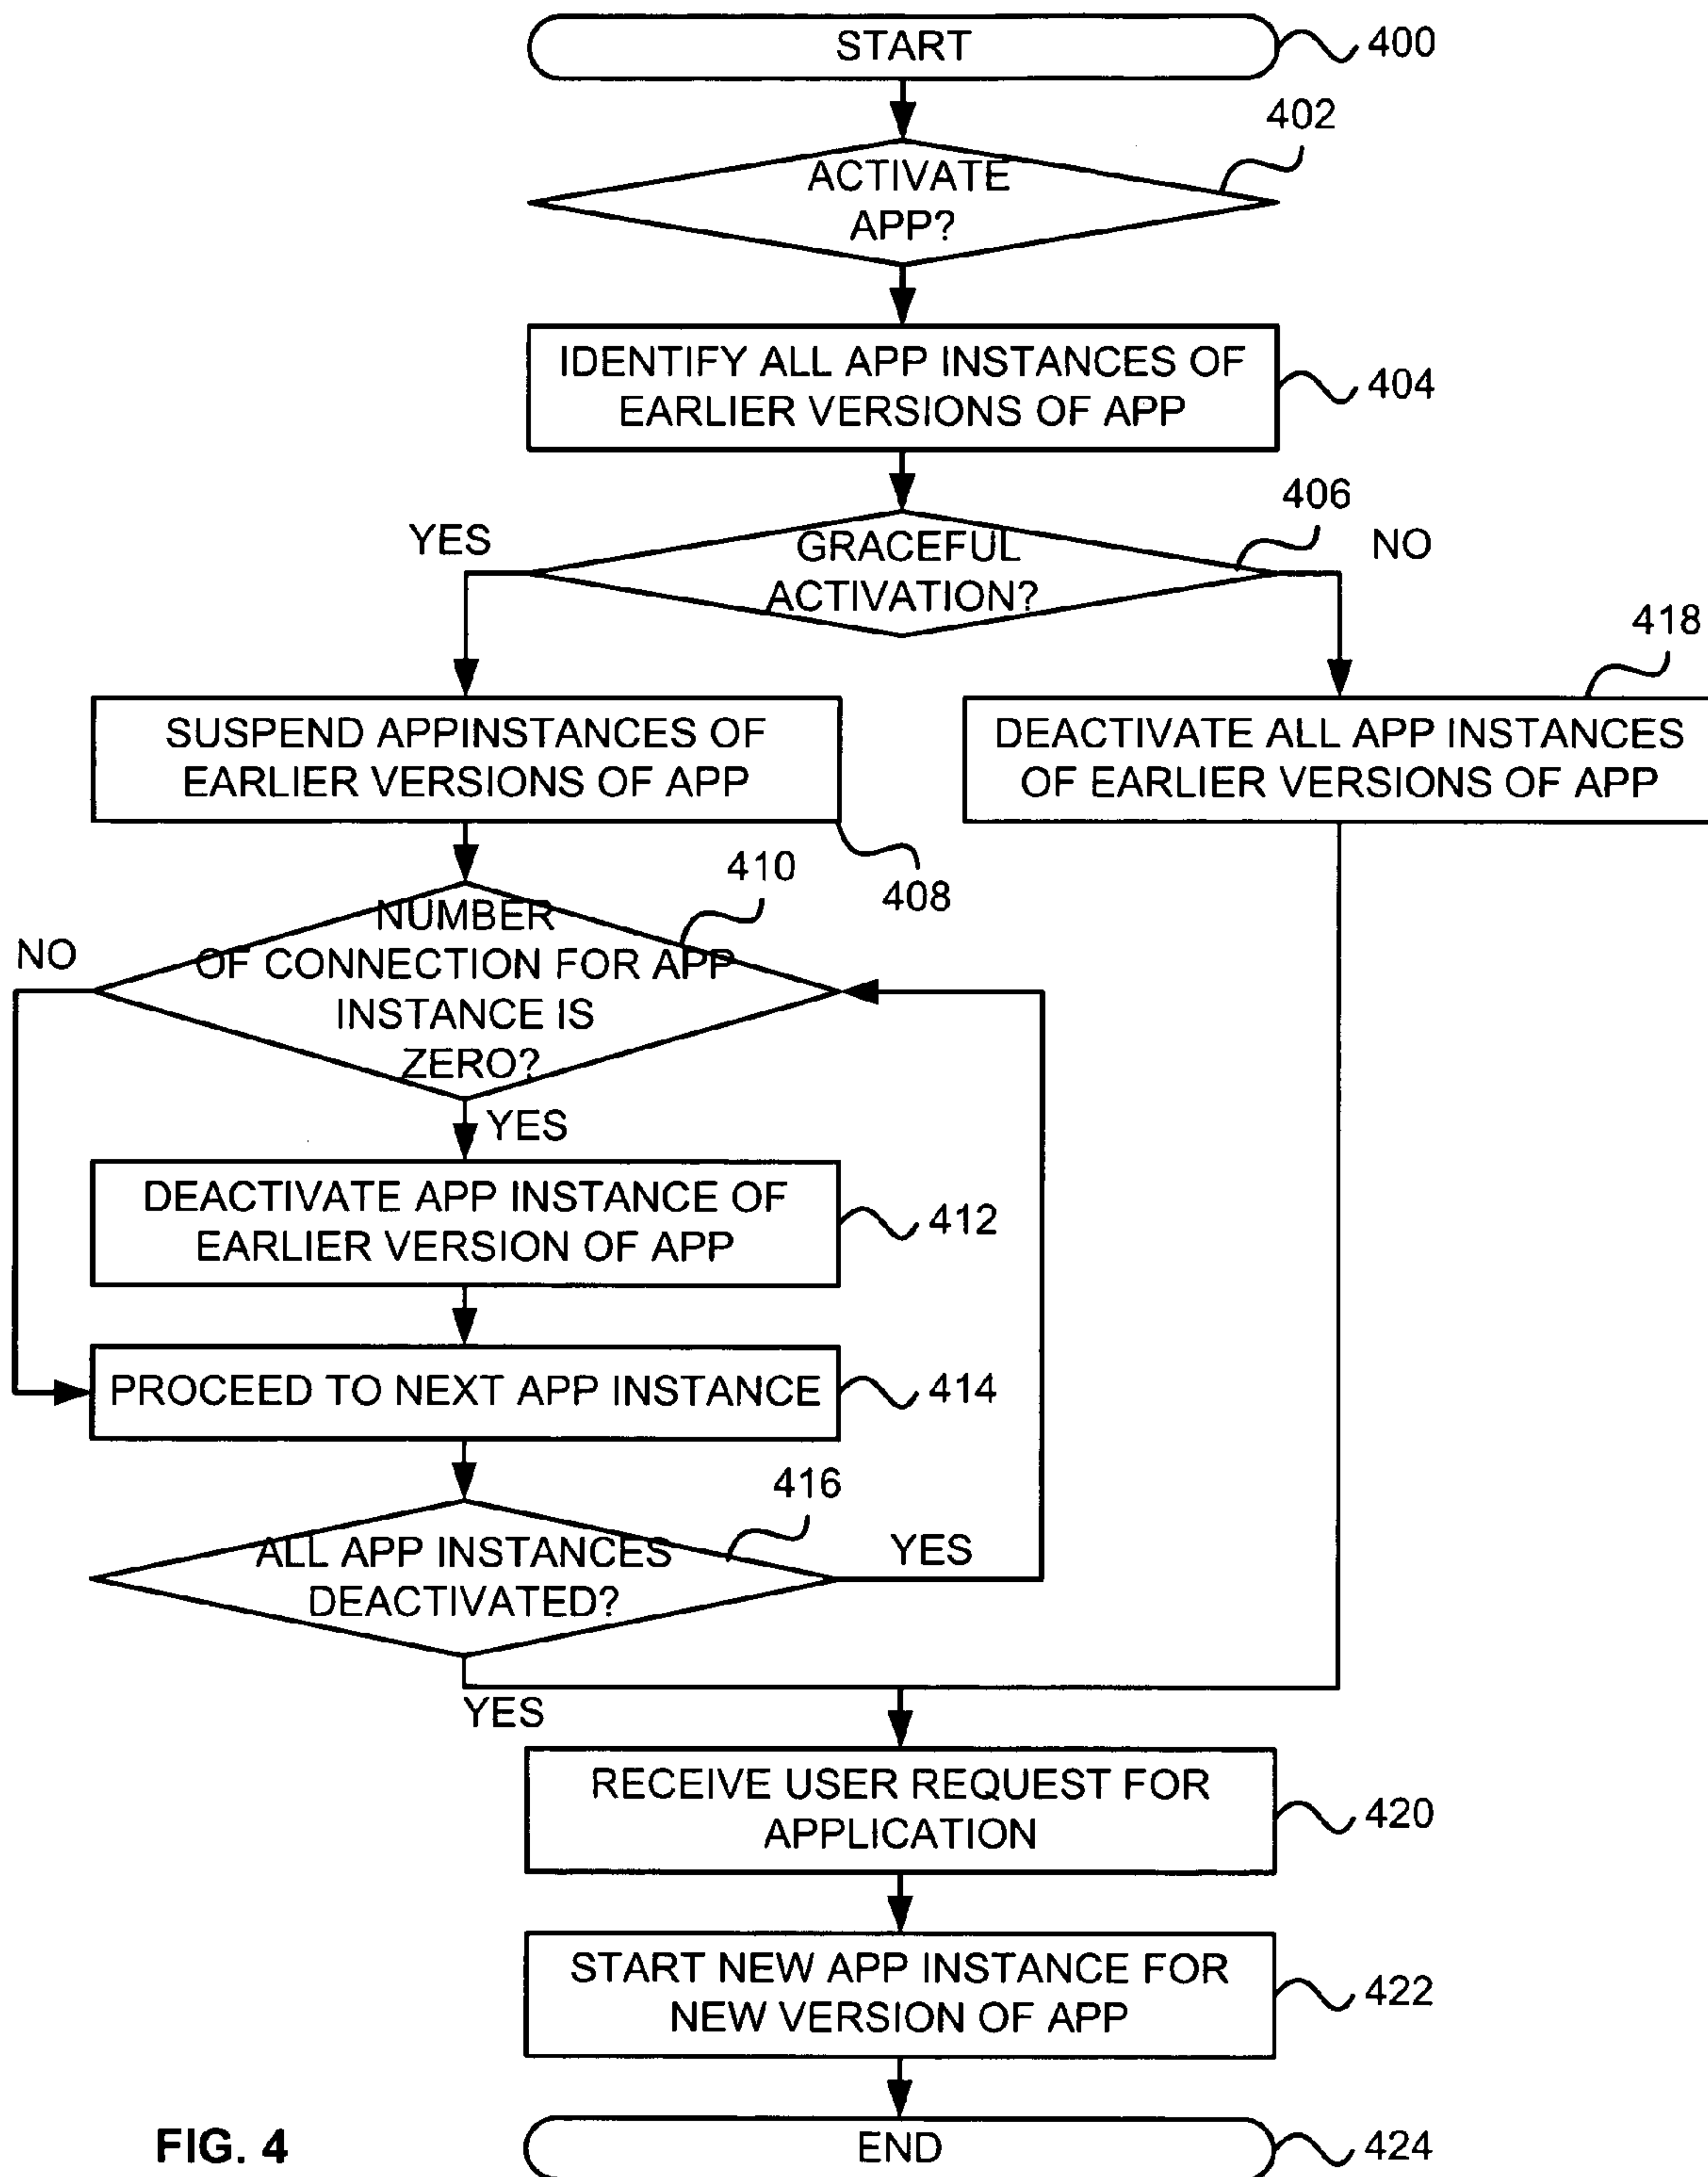 START
400
402
ACTIVATE
APP?
IDENTIFY ALL APP INSTANCES OF
EARLIER VERSIONS OF APP
404
406
YES
GRACEFUL
ACTIVATION?
NO
418
SUSPEND APPINSTANCES OF
EARLIER VERSIONS OF APP
408
DEACTIVATE ALL APP INSTANCES
OF EARLIER VERSIONS OF APP
410
NO
NUMBER
OF CONNECTION FOR APP
INSTANCE IS
ZERO?
YES
DEACTIVATE APP INSTANCE OF
EARLIER VERSION OF APP
412
PROCEED TO NEXT APP INSTANCE
414
416
ALL APP INSTANCES
DEACTIVATED?
YES
YES
RECEIVE USER REQUEST FOR
APPLICATION
420
START NEW APP INSTANCE FOR
NEW VERSION OF APP
422
END
424
FIG. 4